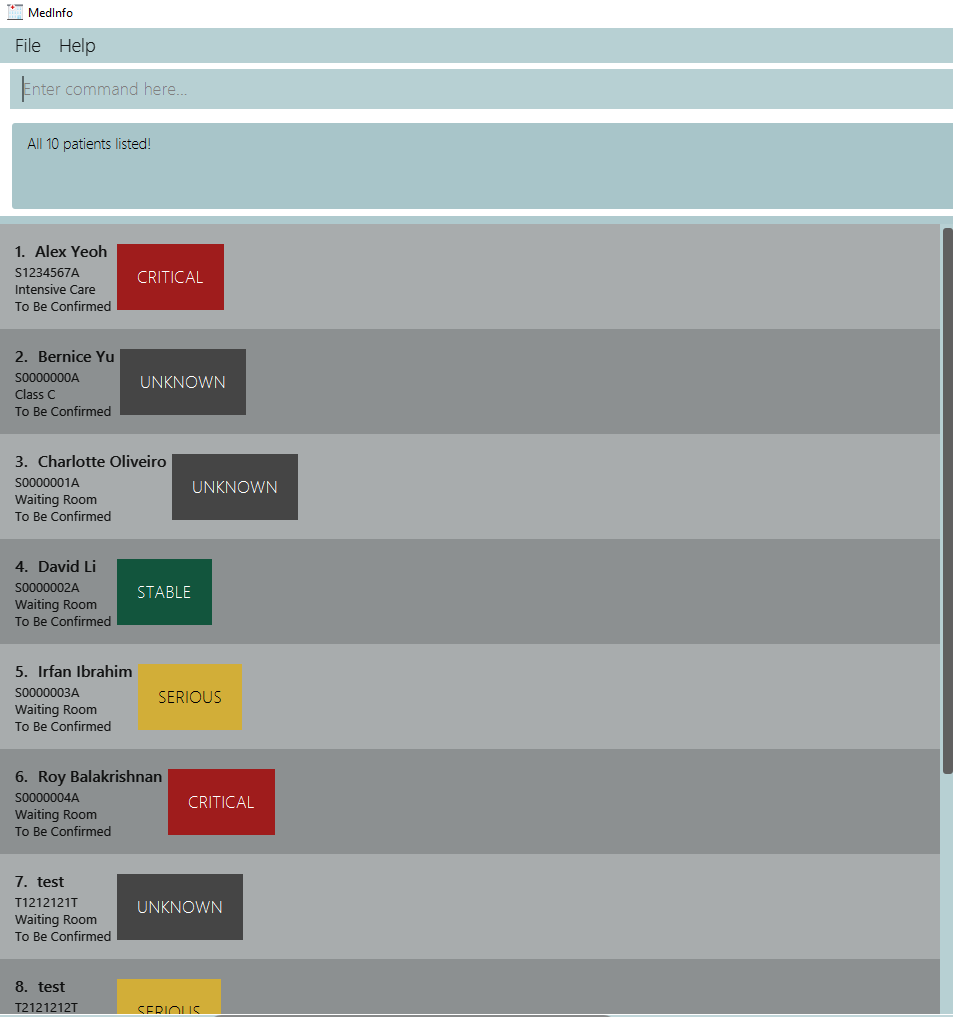 MedInfo
File Help
Enter command here...
All 10 patients listed!
1. Alex Yeoh
S1234567A
Intensive Care
To Be Confirmed
CRITICAL
2. Bernice Yu
S0000000A
Class C
To Be Confirmed
UNKNOWN
3. Charlotte Oliveiro
S0000001A
Waiting Room
To Be Confirmed
UNKNOWN
4. David Li
S0000002A
Waiting Room
To Be Confirmed
STABLE
5. Irfan Ibrahim
S0000003A
Waiting Room
To Be Confirmed
SERIOUS
6. Roy Balakrishnan
S0000004A
Waiting Room
To Be Confirmed
CRITICAL
7. test
T1212121T
Waiting Room
To Be Confirmed
UNKNOWN
8. test
T2121212T
SERIOUS